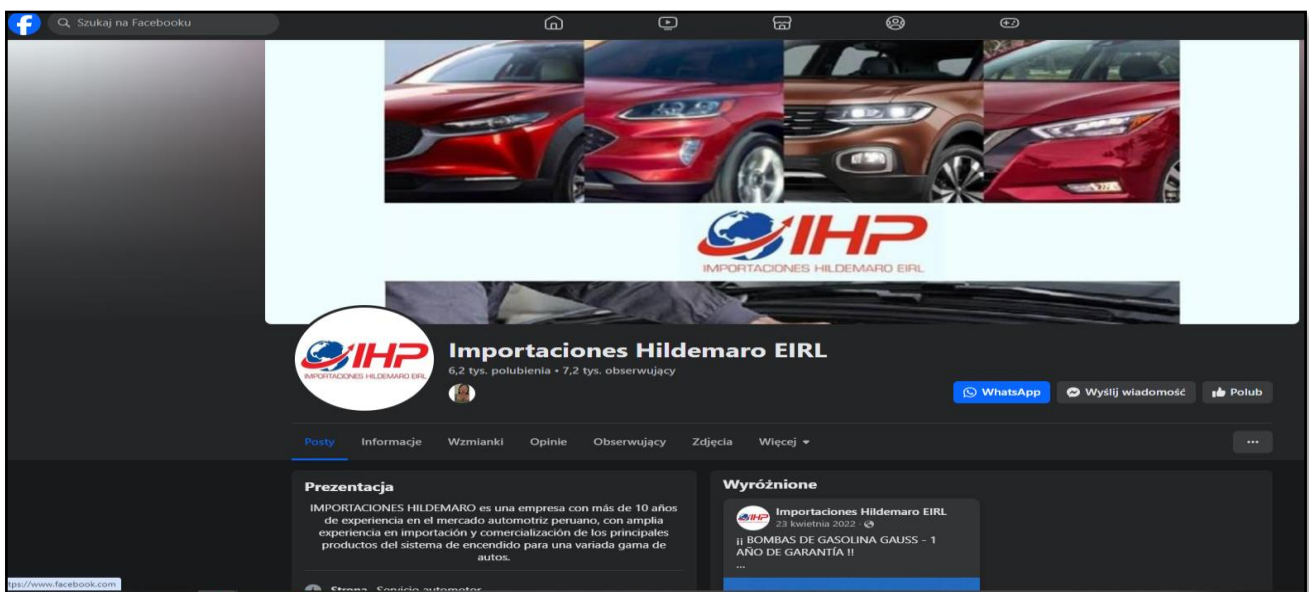 Szukaj na Facebooku
IHP
IMPORTACIONES HILDEMARO EIRL
IHP
IMPORTACIONES HILDEMARO EIRL
Importaciones Hildemaro EIRL
6,2 tys. polubienia • 7,2 tys. obserwujący
WhatsApp
Wyślij wiadomość
Polub
Posty Informacje Wzmianki Opinie Obserwujący Zdjęcia Więcej
Prezentacja
IMPORTACIONES HILDEMARO es una empresa con más de 10 años
de experiencia en el mercado automotriz peruano, con amplia
experiencia en importación y comercialización de los principales
productos del sistema de encendido para una variada gama de
autos.
Strona · Servicio automotor
Wyróżnione
IHP
Importaciones Hildemaro EIRL
23 kwietnia 2022 ·
¡¡ BOMBAS DE GASOLINA GAUSS - 1
AÑO DE GARANTÍA !!
...
tps://www.facebook.com